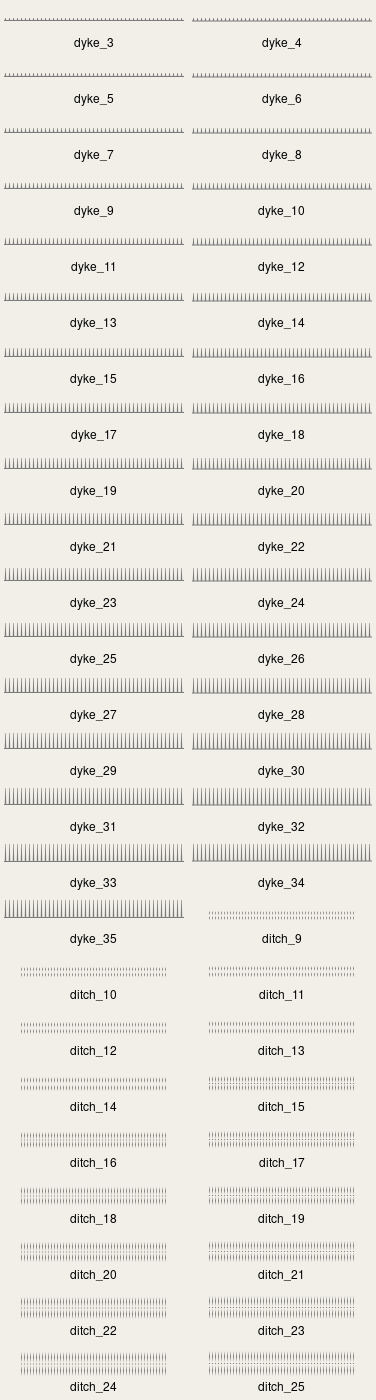 dyke_3 dyke_4
dyke_5 dyke_6
dyke_7 dyke_8
dyke_9 dyke_10
dyke_11 dyke_12
dyke_13 dyke_14
dyke_15 dyke_16
dyke_17 dyke_18
dyke_19 dyke_20
dyke_21 dyke_22
dyke_23 dyke_24
dyke_25 dyke_26
dyke_27 dyke_28
dyke_29 dyke_30
dyke_31 dyke_32
dyke_33 dyke_34
dyke_35 ditch_9
ditch_10 ditch_11
ditch_12 ditch_13
ditch_14 ditch_15
ditch_16 ditch_17
ditch_18 ditch_19
ditch_20 ditch_21
ditch_22 ditch_23
ditch_24 ditch_25